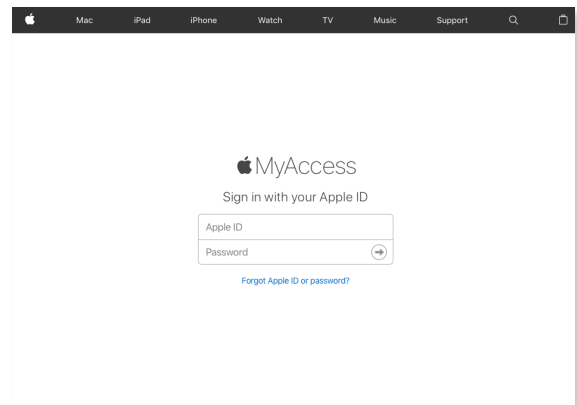 Mac iPad iPhone Watch TV Music Support
MyAccess
Sign in with your Apple ID
Apple ID
Password
Forgot Apple ID or password?